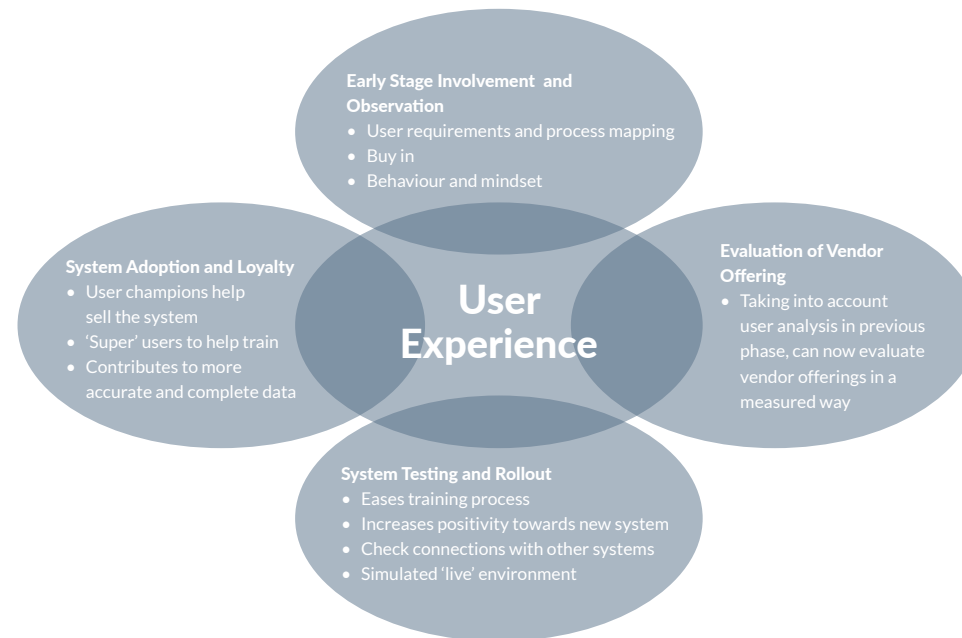 Early Stage Involvement and
Observation
• User requirements and process mapping
• Buy in
• Behaviour and mindset
System Adoption and Loyalty
• User champions help
sell the system
• ‘Super’ users to help train
• Contributes to more
accurate and complete data
User
Experience
Evaluation of Vendor
Offering
• Taking into account
user analysis in previous
phase, can now evaluate
vendor offerings in a
measured way
System Testing and Rollout
• Eases training process
• Increases positivity towards new system
• Check connections with other systems
• Simulated ‘live’ environment